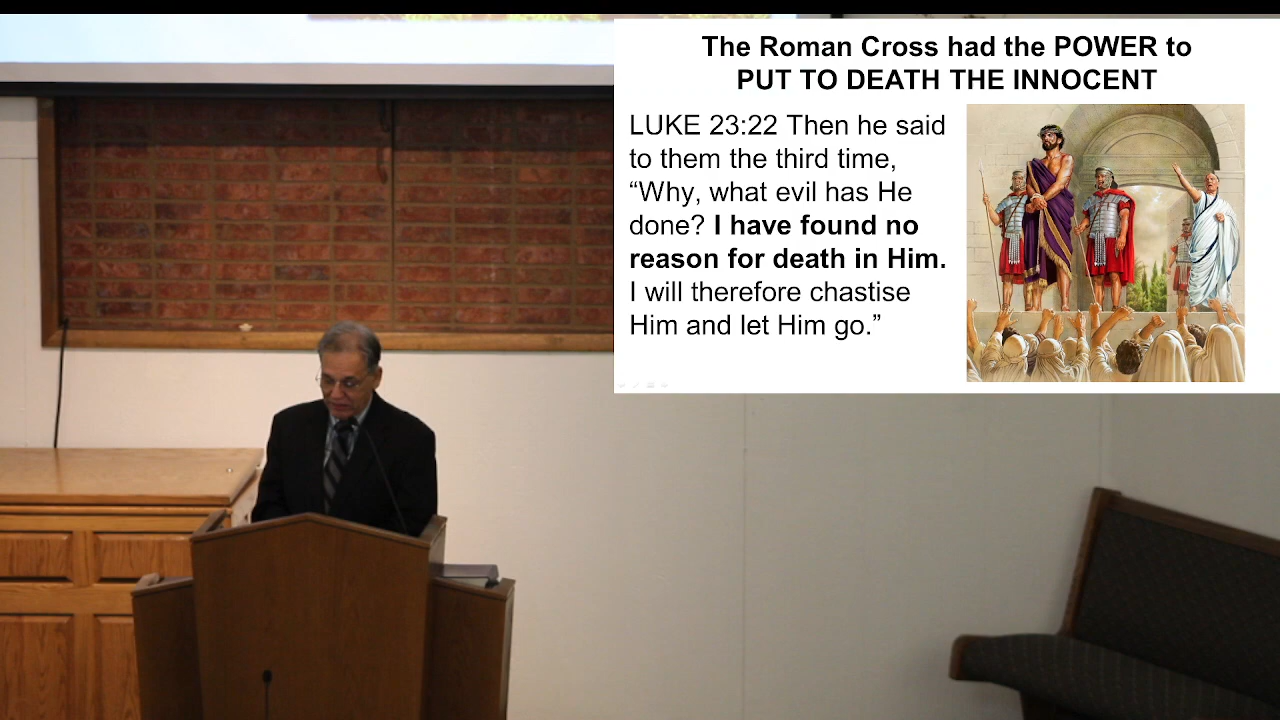 The Roman Cross had the POWER to
PUT TO DEATH THE INNOCENT
LUKE 23:22 Then he said
to them the third time,
“Why, what evil has He
done? I have found no
reason for death in Him.
I will therefore chastise
Him and let Him go.”